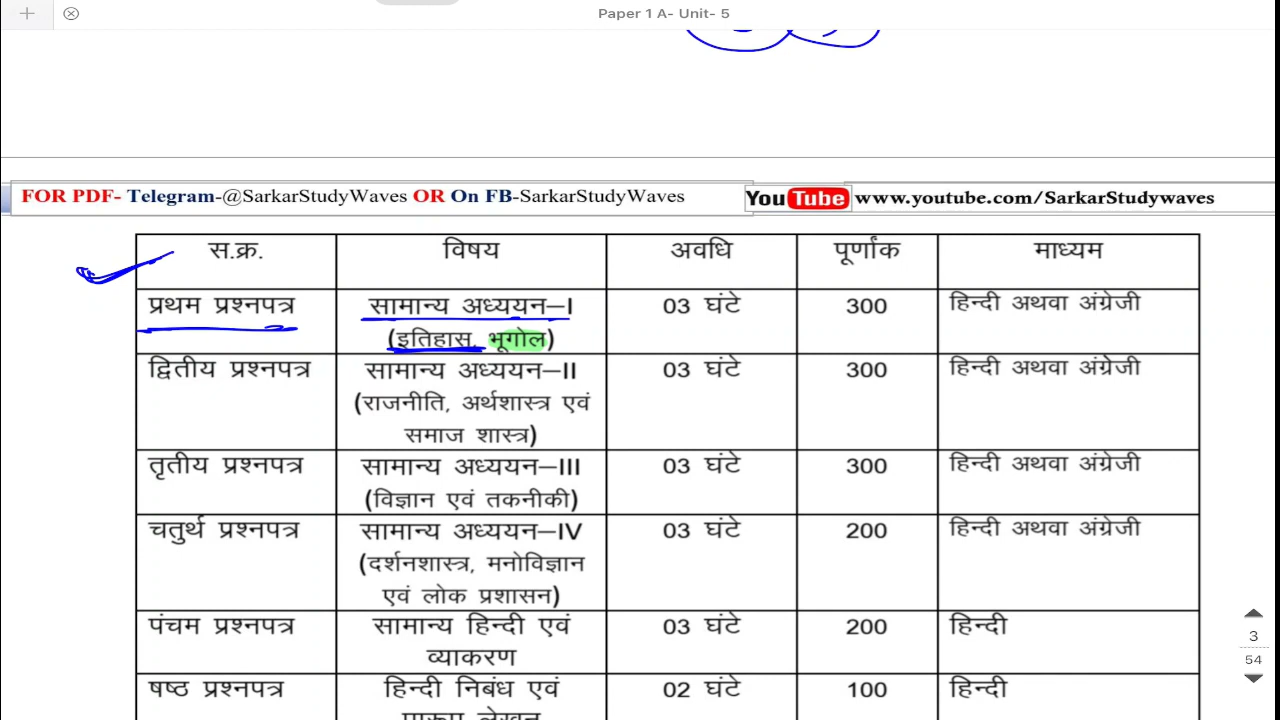 Paper 1 A- Unit- 5
FOR PDF- Telegram-@SarkarStudyWaves OR On FB-SarkarStudyWaves
YouTube www.youtube.com/SarkarStudywaves
स.क्र. विषय अवधि पूर्णांक माध्यम
प्रथम प्रश्नपत्र सामान्य अध्ययन–I 03 घंटे 300 हिन्दी अथवा अंग्रेजी
(इतिहास, भूगोल)
द्वितीय प्रश्नपत्र सामान्य अध्ययन–II 03 घंटे 300 हिन्दी अथवा अंग्रेजी
(राजनीति, अर्थशास्त्र एवं
समाज शास्त्र)
तृतीय प्रश्नपत्र सामान्य अध्ययन–III 03 घंटे 300 हिन्दी अथवा अंग्रेजी
(विज्ञान एवं तकनीकी)
चतुर्थ प्रश्नपत्र सामान्य अध्ययन–IV 03 घंटे 200 हिन्दी अथवा अंग्रेजी
(दर्शनशास्त्र, मनोविज्ञान
एवं लोक प्रशासन)
पंचम प्रश्नपत्र सामान्य हिन्दी एवं 03 घंटे 200 हिन्दी
व्याकरण
3
54
षष्ठ प्रश्नपत्र हिन्दी निबंध एवं 02 घंटे 100 हिन्दी